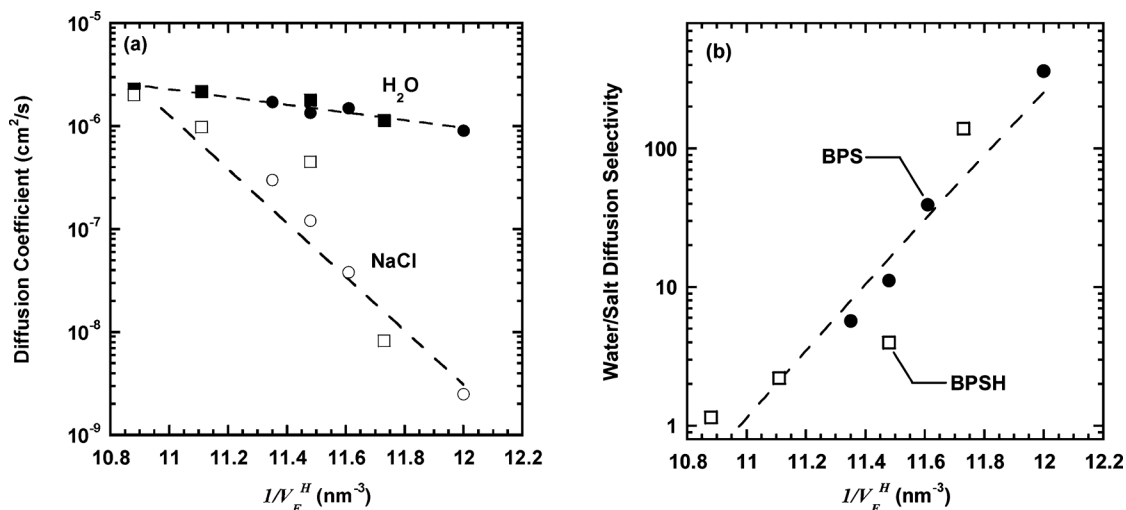 (a)
H₂O
NaCl
Diffusion Coefficient (cm²/s)
10⁻⁵
10⁻⁶
10⁻⁷
10⁻⁸
10⁻⁹
10.8 11 11.2 11.4 11.6 11.8 12 12.2
1/V_F^H (nm⁻³)
(b)
BPS
BPSH
Water/Salt Diffusion Selectivity
100
10
1
10.8 11 11.2 11.4 11.6 11.8 12 12.2
1/V_F^H (nm⁻³)